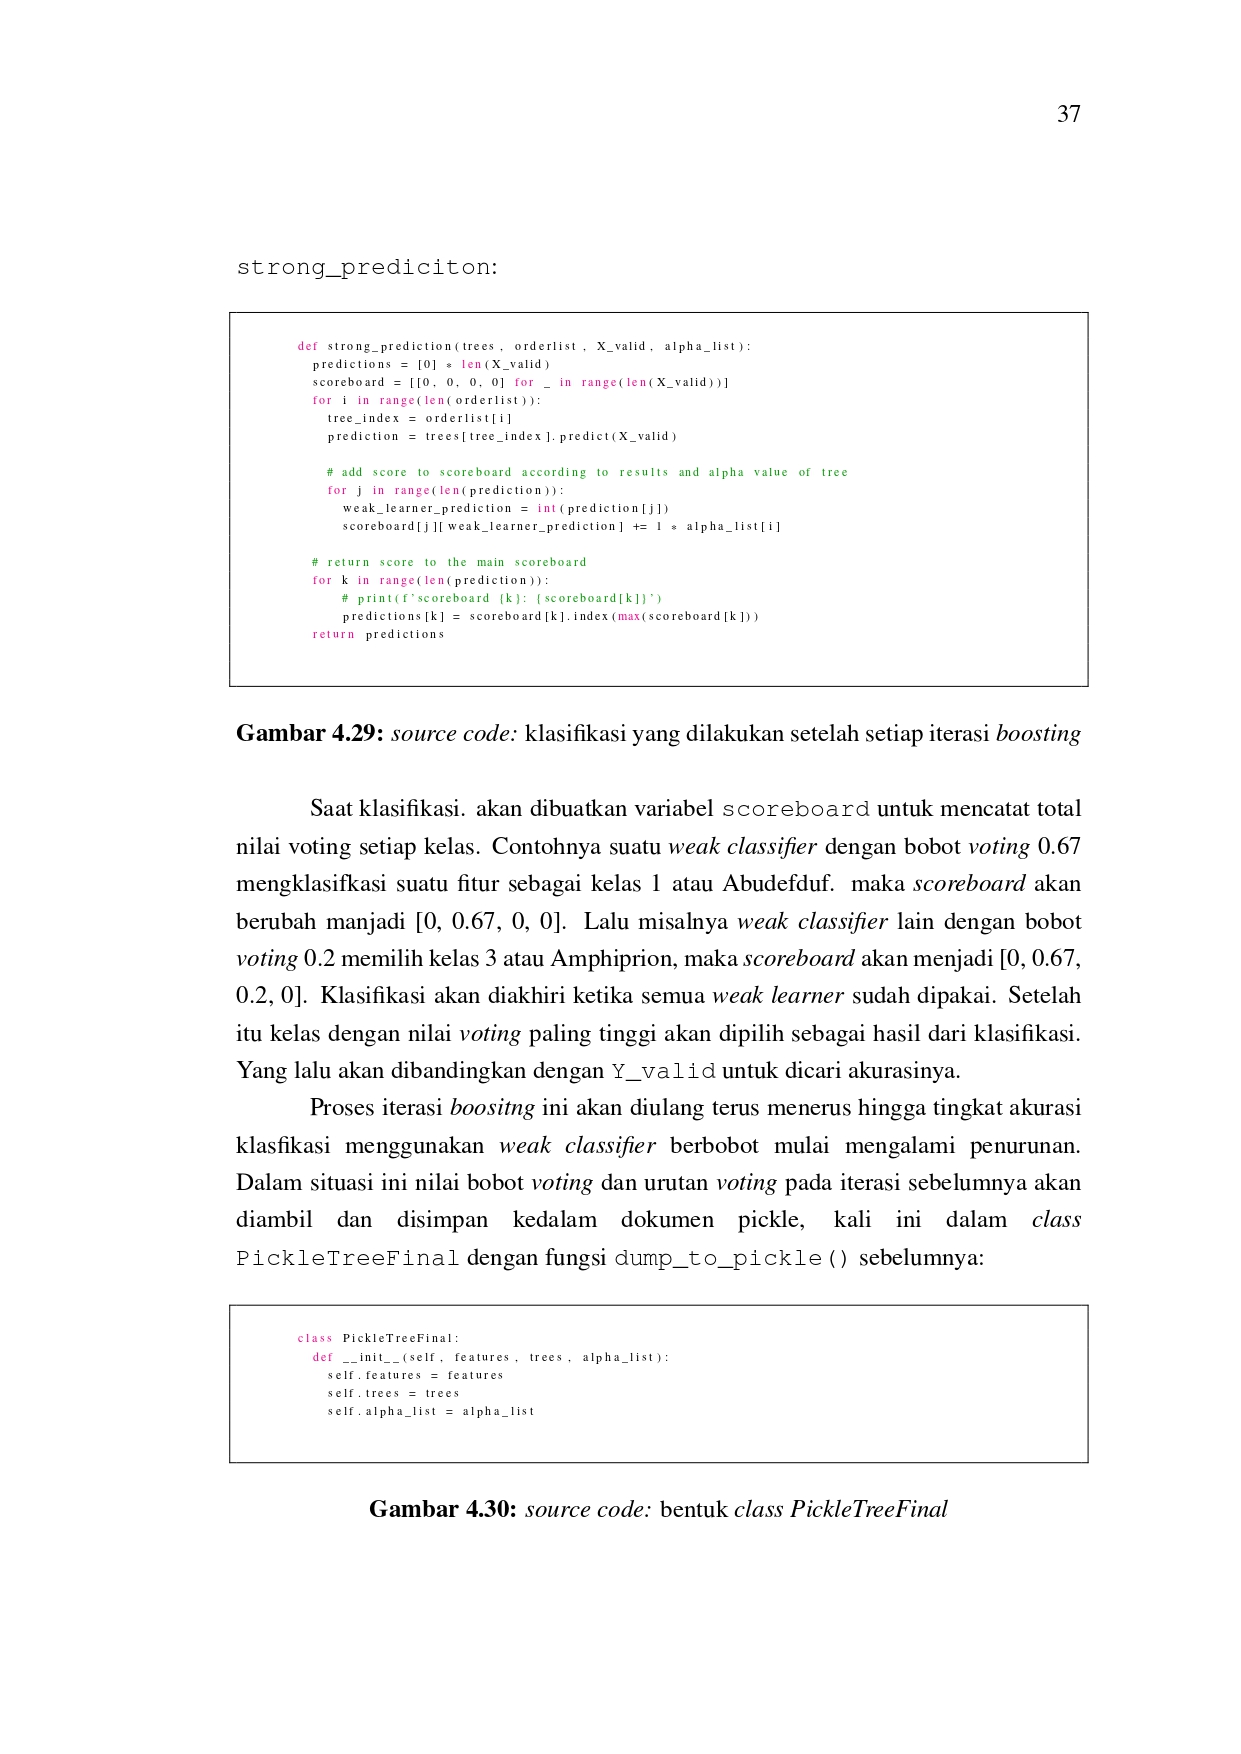 37
strong_prediciton:
def strong_prediction(trees, orderlist, X_valid, alpha_list):
predictions = [0] * len(X_valid)
scoreboard = [[0, 0, 0, 0] for _ in range(len(X_valid))]
for i in range(len(orderlist)):
tree_index = orderlist[i]
prediction = trees[tree_index].predict(X_valid)
# add score to scoreboard according to results and alpha value of tree
for j in range(len(prediction)):
weak_learner_prediction = int(prediction[j])
scoreboard[j][weak_learner_prediction] += 1 * alpha_list[i]
# return score to the main scoreboard
for k in range(len(prediction)):
# print(f'scoreboard {k}: {scoreboard[k]}')
predictions[k] = scoreboard[k].index(max(scoreboard[k]))
return predictions
Gambar 4.29: source code: klasifikasi yang dilakukan setelah setiap iterasi boosting
Saat klasifikasi. akan dibuatkan variabel scoreboard untuk mencatat total
nilai voting setiap kelas. Contohnya suatu weak classifier dengan bobot voting 0.67
mengklasifkasi suatu fitur sebagai kelas 1 atau Abudefduf. maka scoreboard akan
berubah manjadi [0, 0.67, 0, 0]. Lalu misalnya weak classifier lain dengan bobot
voting 0.2 memilih kelas 3 atau Amphiprion, maka scoreboard akan menjadi [0, 0.67,
0.2, 0]. Klasifikasi akan diakhiri ketika semua weak learner sudah dipakai. Setelah
itu kelas dengan nilai voting paling tinggi akan dipilih sebagai hasil dari klasifikasi.
Yang lalu akan dibandingkan dengan Y_valid untuk dicari akurasinya.
Proses iterasi boositng ini akan diulang terus menerus hingga tingkat akurasi
klasfikasi menggunakan weak classifier berbobot mulai mengalami penurunan.
Dalam situasi ini nilai bobot voting dan urutan voting pada iterasi sebelumnya akan
diambil dan disimpan kedalam dokumen pickle, kali ini dalam class
PickleTreeFinal dengan fungsi dump_to_pickle() sebelumnya:
class PickleTreeFinal:
def __init__(self, features, trees, alpha_list):
self.features = features
self.trees = trees
self.alpha_list = alpha_list
Gambar 4.30: source code: bentuk class PickleTreeFinal